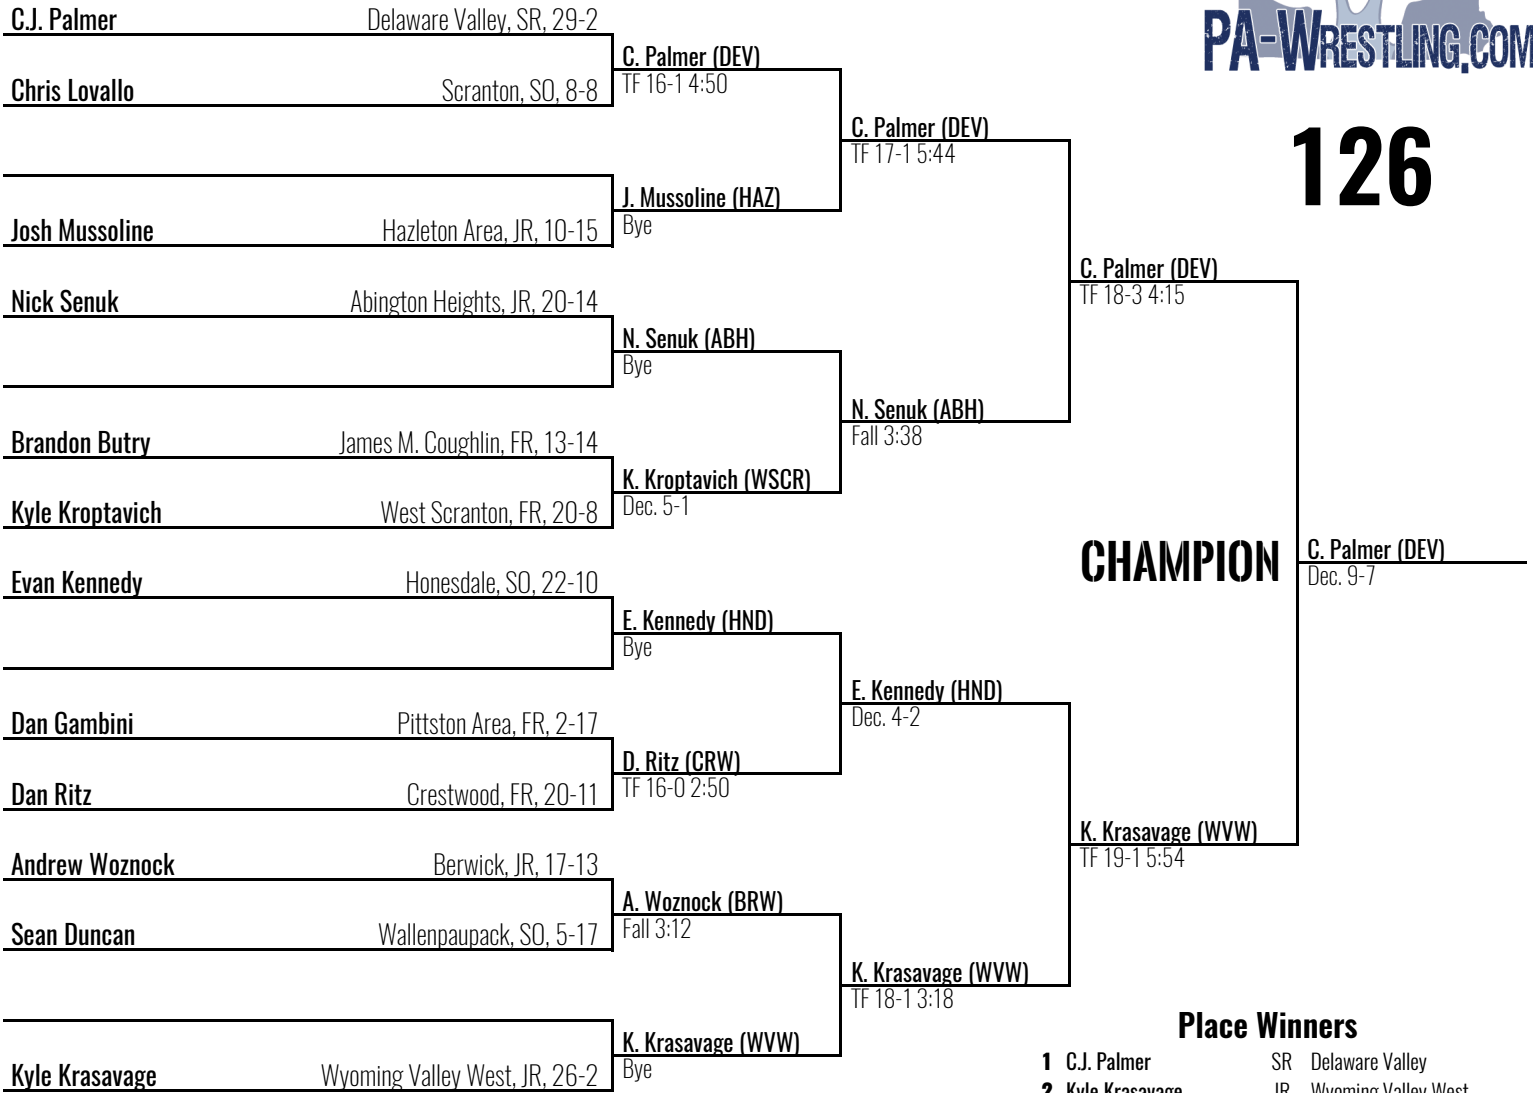 PA-WRESTLING.COM
126
C.J. Palmer Delaware Valley, SR, 29-2
Chris Lovallo Scranton, SO, 8-8
Josh Mussoline Hazleton Area, JR, 10-15
Nick Senuk Abington Heights, JR, 20-14
Brandon Butry James M. Coughlin, FR, 13-14
Kyle Kroptavich West Scranton, FR, 20-8
Evan Kennedy Honesdale, SO, 22-10
Dan Gambini Pittston Area, FR, 2-17
Dan Ritz Crestwood, FR, 20-11
Andrew Woznock Berwick, JR, 17-13
Sean Duncan Wallenpaupack, SO, 5-17
Kyle Krasavage Wyoming Valley West, JR, 26-2
C. Palmer (DEV)
TF 16-1 4:50
J. Mussoline (HAZ)
Bye
N. Senuk (ABH)
Bye
K. Kroptavich (WSCR)
Dec. 5-1
E. Kennedy (HND)
Bye
D. Ritz (CRW)
TF 16-0 2:50
A. Woznock (BRW)
Fall 3:12
K. Krasavage (WVW)
Bye
C. Palmer (DEV)
TF 17-1 5:44
N. Senuk (ABH)
Fall 3:38
E. Kennedy (HND)
Dec. 4-2
K. Krasavage (WVW)
TF 18-1 3:18
C. Palmer (DEV)
TF 18-3 4:15
K. Krasavage (WVW)
TF 19-1 5:54
CHAMPION
C. Palmer (DEV)
Dec. 9-7
Place Winners
1 C.J. Palmer SR Delaware Valley
2 Kyle Krasavage JR Wyoming Valley West